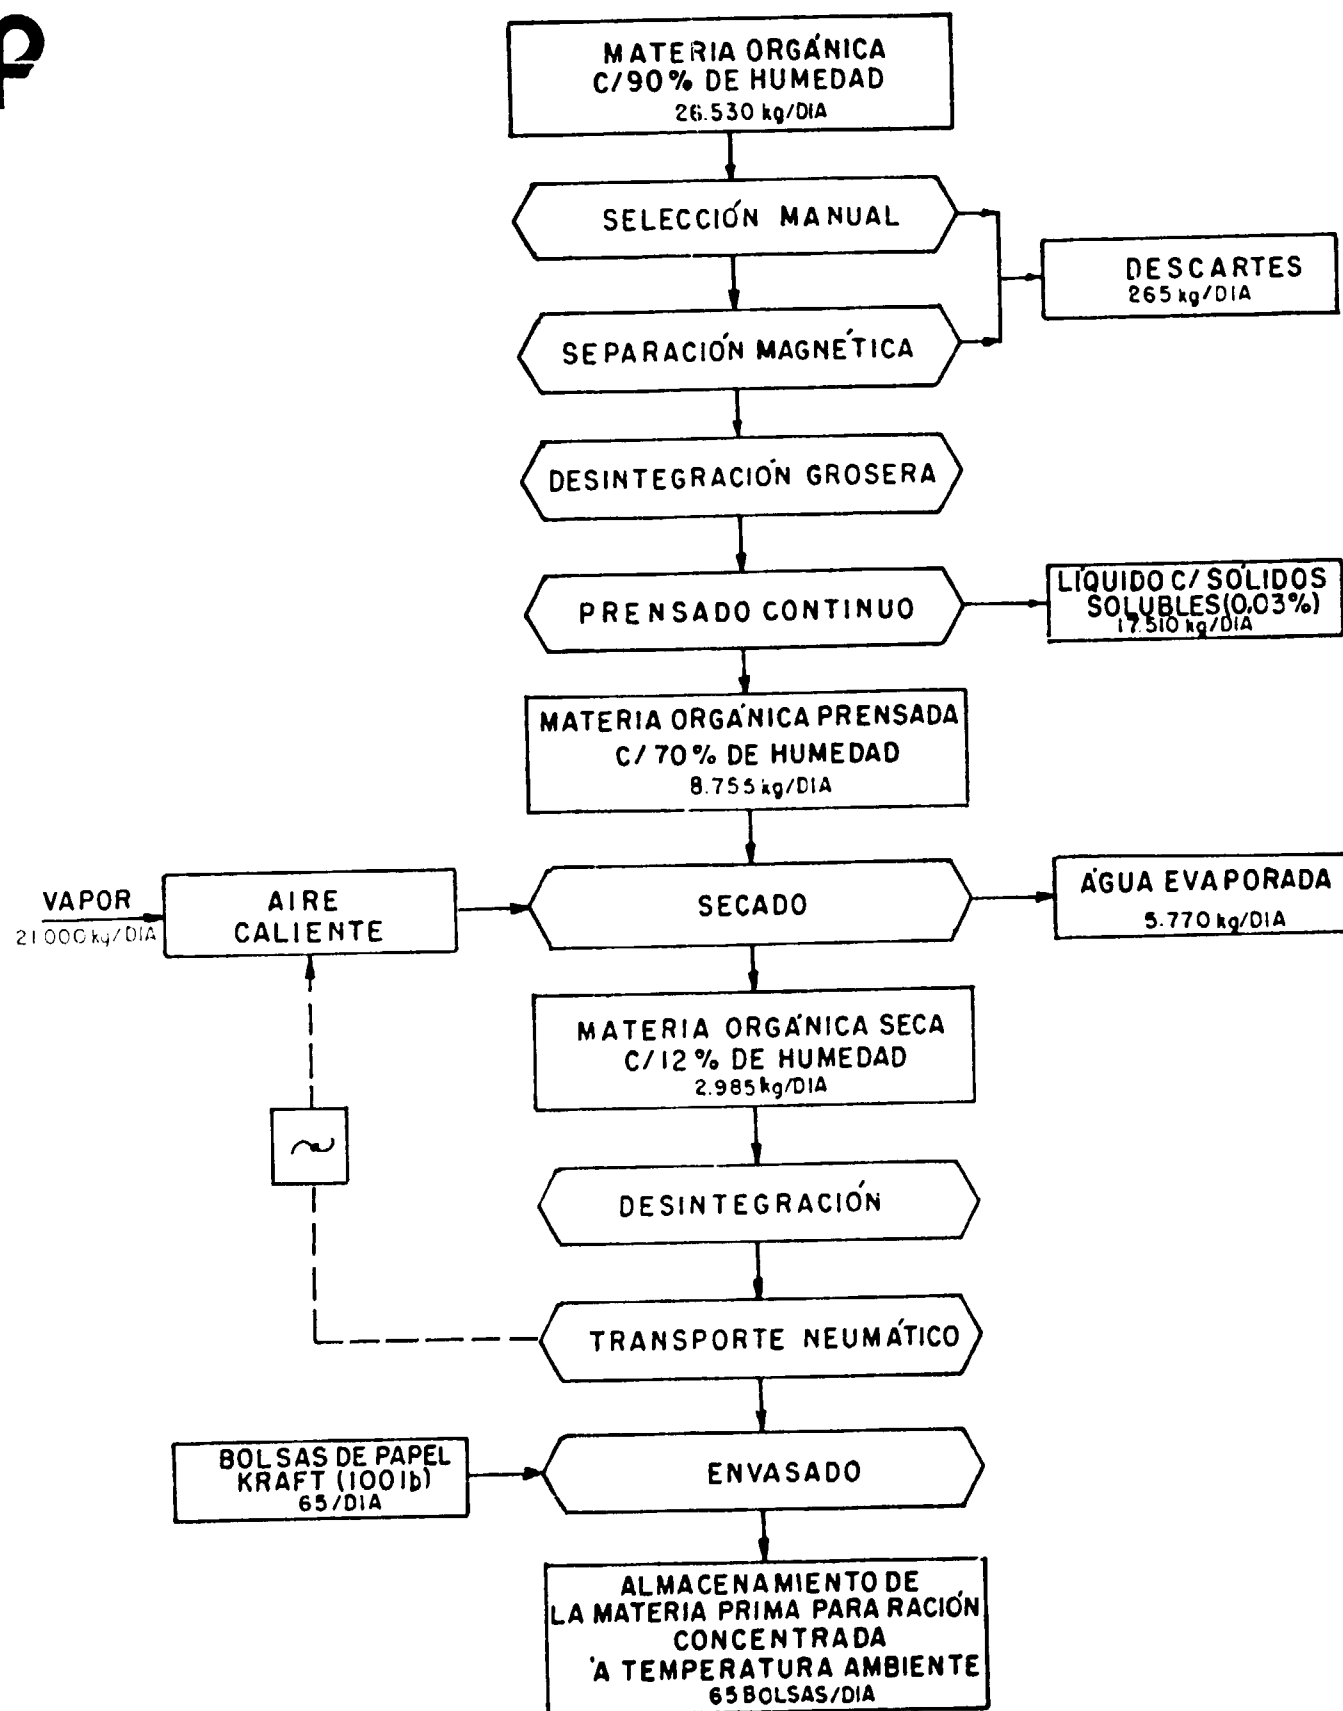 MATERIA ORGÁNICA
C/90% DE HUMEDAD
26.530 kg/DIA
SELECCIÓN MANUAL
DESCARTES
265 kg/DIA
SEPARACIÓN MAGNÉTICA
DESINTEGRACIÓN GROSERA
PRENSADO CONTINUO
LÍQUIDO C/ SÓLIDOS
SOLUBLES(0,03%)
17.510 kg/DIA
MATERIA ORGÁNICA PRENSADA
C/ 70% DE HUMEDAD
8.755 kg/DIA
VAPOR
21000 kg/DIA
AIRE
CALIENTE
SECADO
ÁGUA EVAPORADA
5.770 kg/DIA
MATERIA ORGÁNICA SECA
C/12% DE HUMEDAD
2.985 kg/DIA
DESINTEGRACIÓN
TRANSPORTE NEUMÁTICO
BOLSAS DE PAPEL
KRAFT (100 lb)
65/DIA
ENVASADO
ALMACENAMIENTO DE
LA MATERIA PRIMA PARA RACIÓN
CONCENTRADA
'A TEMPERATURA AMBIENTE
65 BOLSAS/DIA